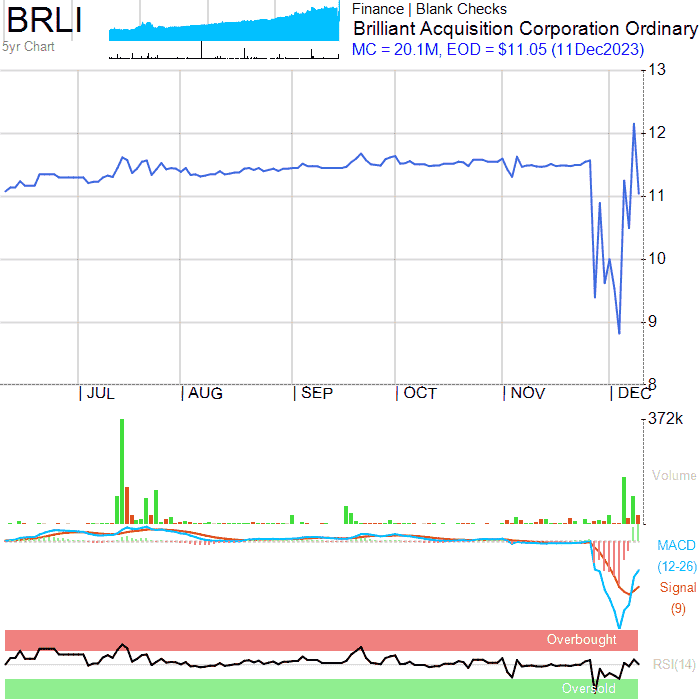 BRLI
5yr Chart
Finance | Blank Checks
Brilliant Acquisition Corporation Ordinary
MC = 20.1M, EOD = $11.05 (11Dec2023)
13
12
11
10
9
8
| JUL | AUG | SEP | OCT | NOV | DEC
372k
Volume
MACD
(12-26)
Signal
(9)
Overbought
RSI(14)
Oversold